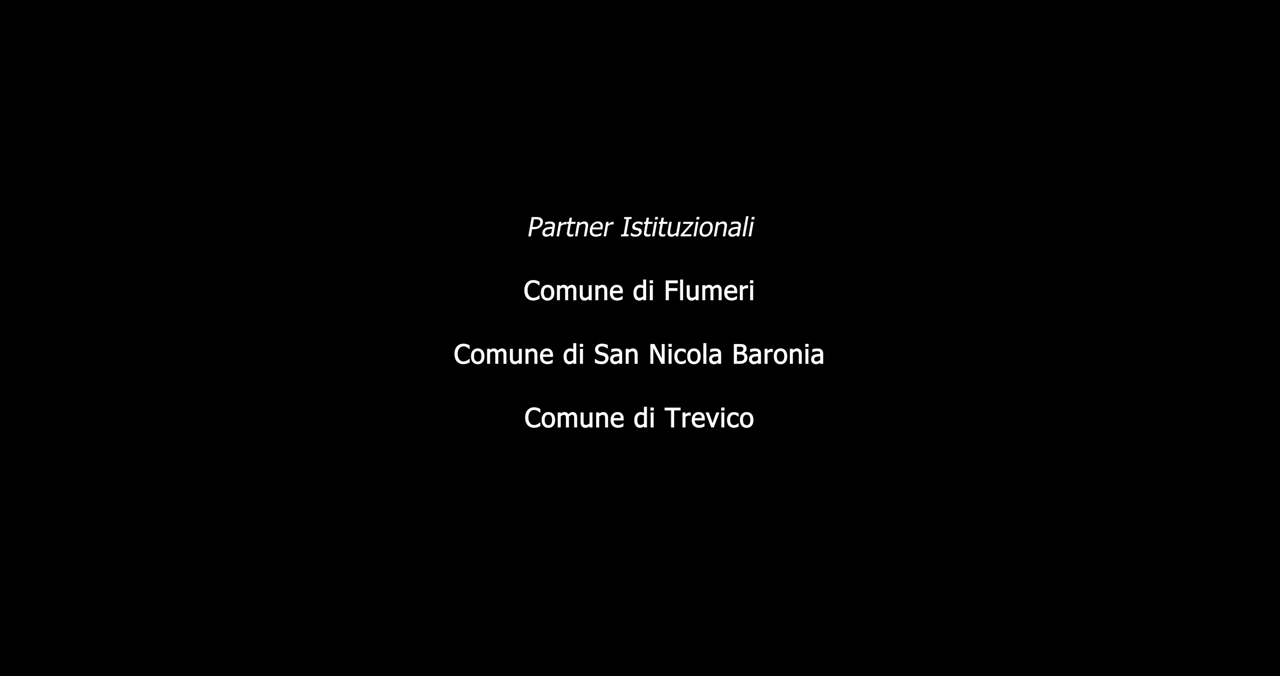 Partner Istituzionali
Comune di Flumeri
Comune di San Nicola Baronia
Comune di Trevico